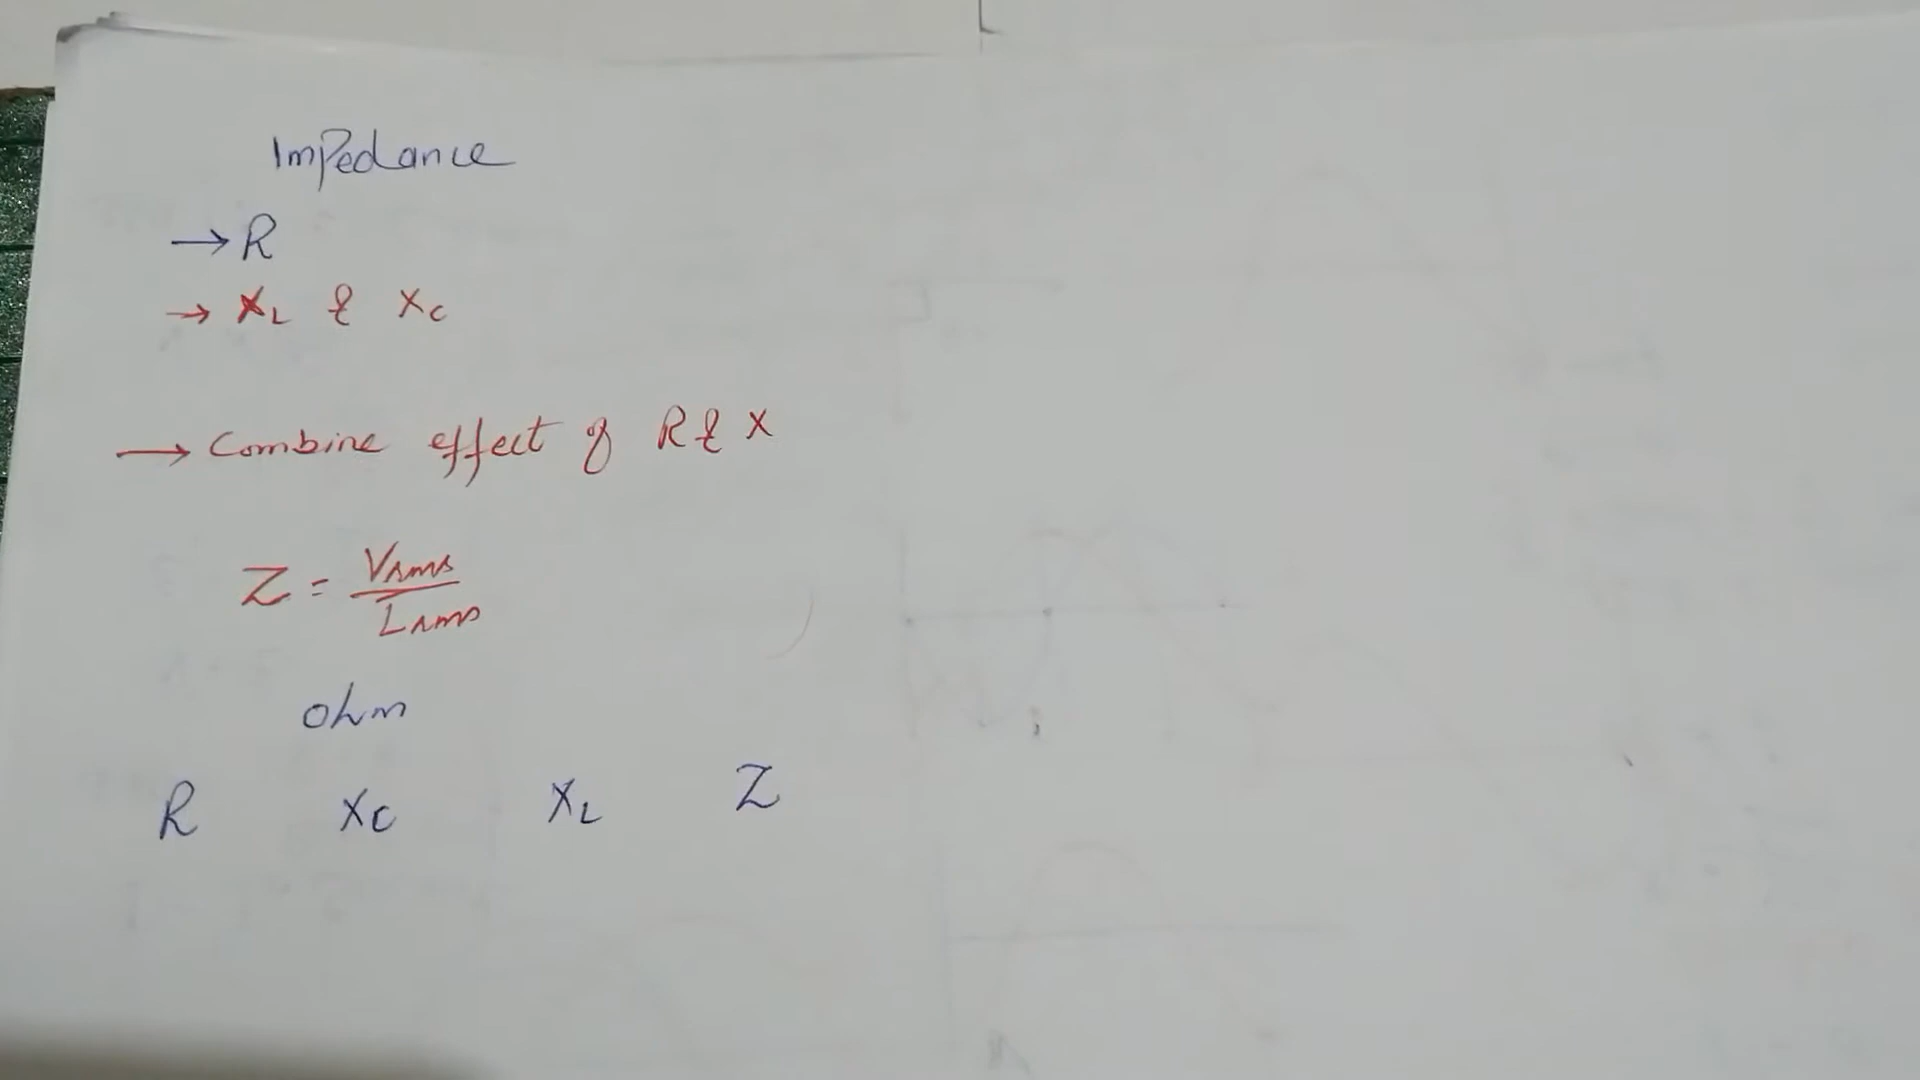 Impedance
→ R
→ XL & Xc
→ Combine effect of R & X
Z = Vrms / Irms
ohm
R Xc XL Z